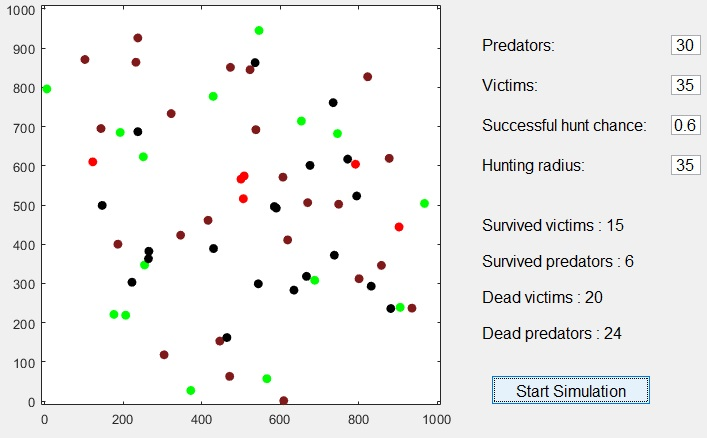 1000
900
800
700
600
500
400
300
200
100
0
0 200 400 600 800 1000
Predators: 30
Victims: 35
Successful hunt chance: 0.6
Hunting radius: 35
Survived victims : 15
Survived predators : 6
Dead victims : 20
Dead predators : 24
Start Simulation